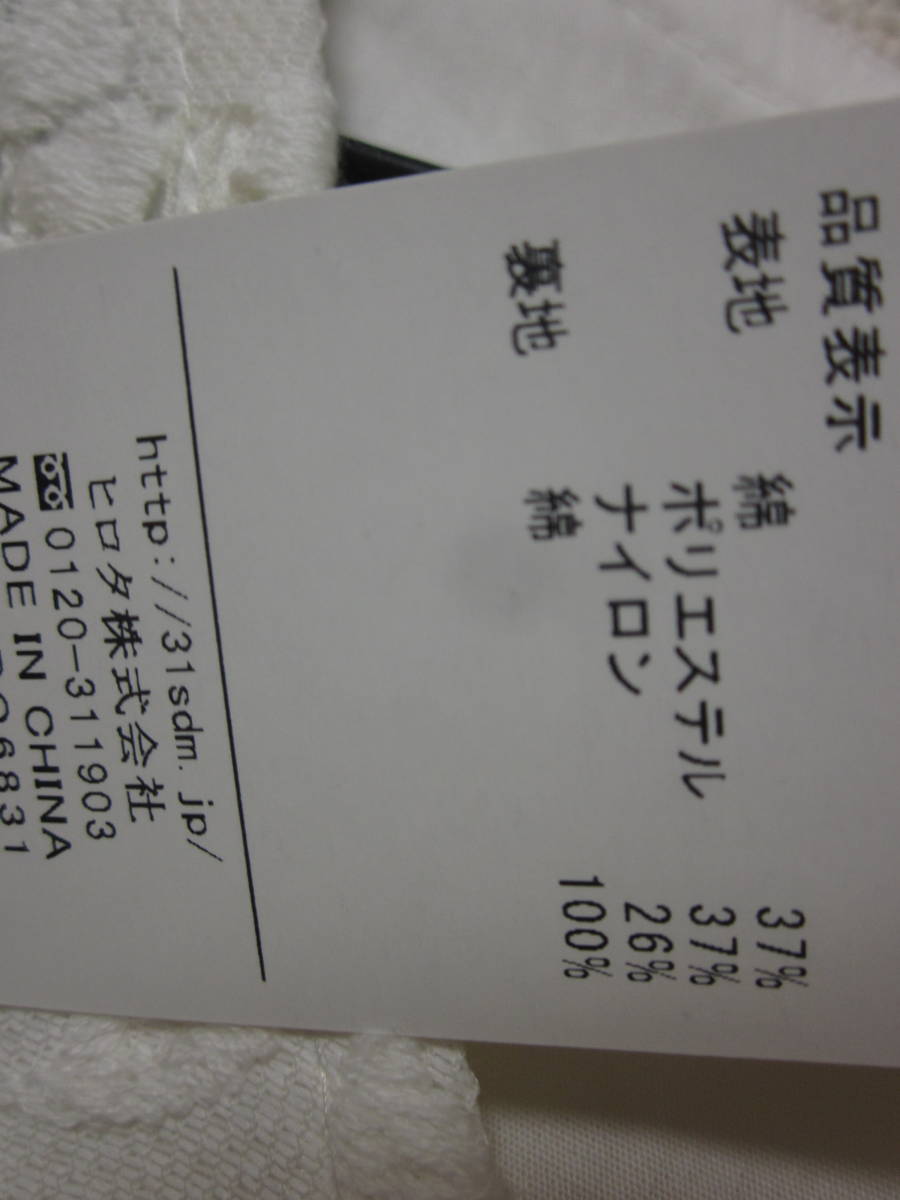 品質表示
表地 綿 37%
ポリエステル 37%
ナイロン 26%
裏地 綿 100%
http://31sdm.jp/
ヒロタ株式会社
0120-311903
MADE IN CHINA